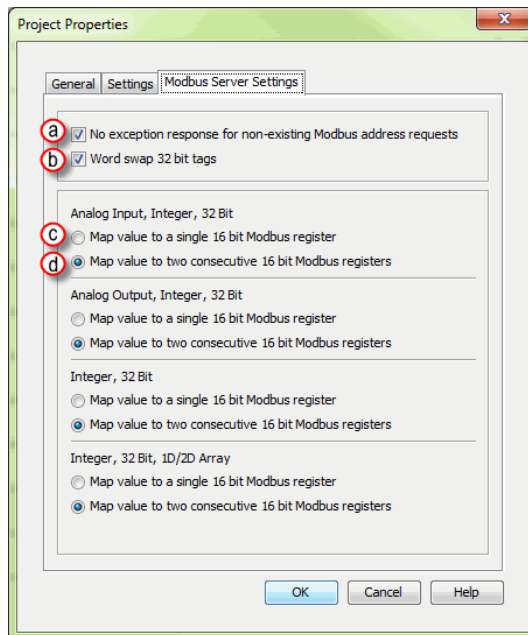 Project Properties
x
General Settings Modbus Server Settings
a No exception response for non-existing Modbus address requests
b Word swap 32 bit tags
Analog Input, Integer, 32 Bit
c Map value to a single 16 bit Modbus register
d Map value to two consecutive 16 bit Modbus registers
Analog Output, Integer, 32 Bit
Map value to a single 16 bit Modbus register
Map value to two consecutive 16 bit Modbus registers
Integer, 32 Bit
Map value to a single 16 bit Modbus register
Map value to two consecutive 16 bit Modbus registers
Integer, 32 Bit, 1D/2D Array
Map value to a single 16 bit Modbus register
Map value to two consecutive 16 bit Modbus registers
OK Cancel Help